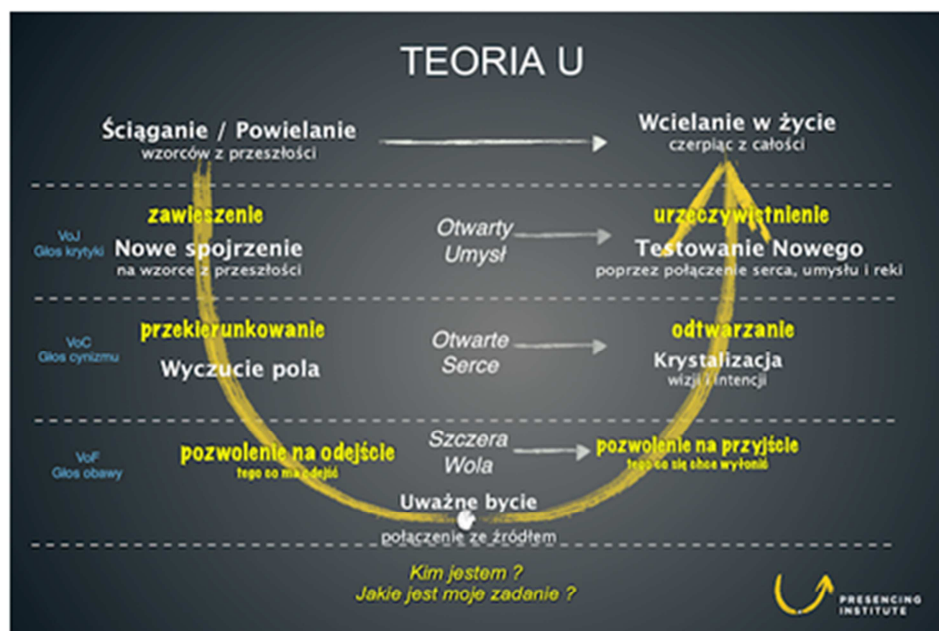 TEORIA U
Ściąganie / Powielanie
wzorców z przeszłości
Wcielanie w życie
czerpiąc z całości
zawieszenie
VoJ
Głos krytyki
Nowe spojrzenie
na wzorce z przeszłości
Otwarty
Umysł
urzeczywistnienie
Testowanie Nowego
poprzez połączenie serca, umysłu i reki
przekierunkowanie
VoC
Głos cynizmu
Wyczucie pola
Otwarte
Serce
odtwarzanie
Krystalizacja
wizji i intencji
pozwolenie na odejście
tego co ma odejść
VoF
Głos obawy
Szczera
Wola
pozwolenie na przyjście
tego co się chce wyłonić
Uważne bycie
połączenie ze źródłem
Kim jestem ?
Jakie jest moje zadanie ?
PRESENCING
INSTITUTE